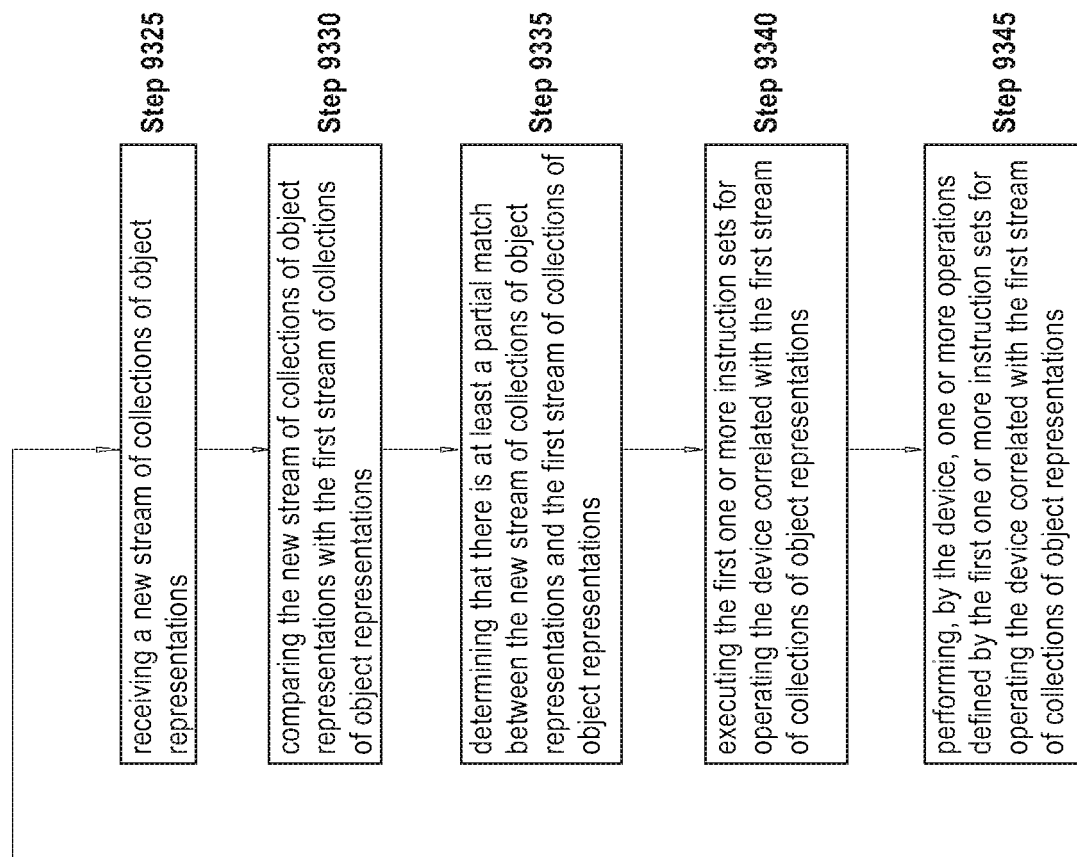 receiving a new stream of collections of object
representations
Step 9325
comparing the new stream of collections of object
representations with the first stream of collections
of object representations
Step 9330
determining that there is at least a partial match
between the new stream of collections of object
representations and the first stream of collections of
object representations
Step 9335
executing the first one or more instruction sets for
operating the device correlated with the first stream
of collections of object representations
Step 9340
performing, by the device, one or more operations
defined by the first one or more instruction sets for
operating the device correlated with the first stream
of collections of object representations
Step 9345